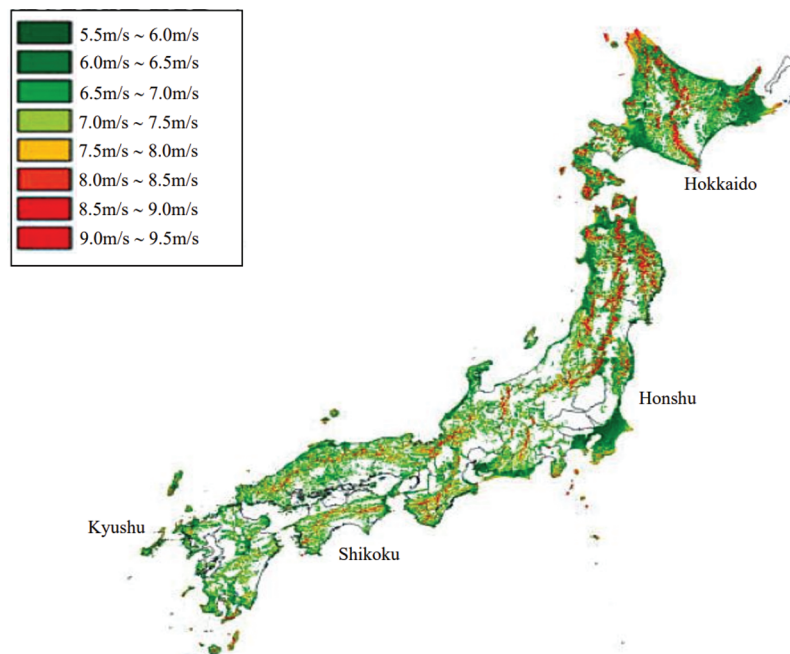 5.5m/s ~ 6.0m/s
6.0m/s ~ 6.5m/s
6.5m/s ~ 7.0m/s
7.0m/s ~ 7.5m/s
7.5m/s ~ 8.0m/s
8.0m/s ~ 8.5m/s
8.5m/s ~ 9.0m/s
9.0m/s ~ 9.5m/s
Hokkaido
Honshu
Kyushu
Shikoku